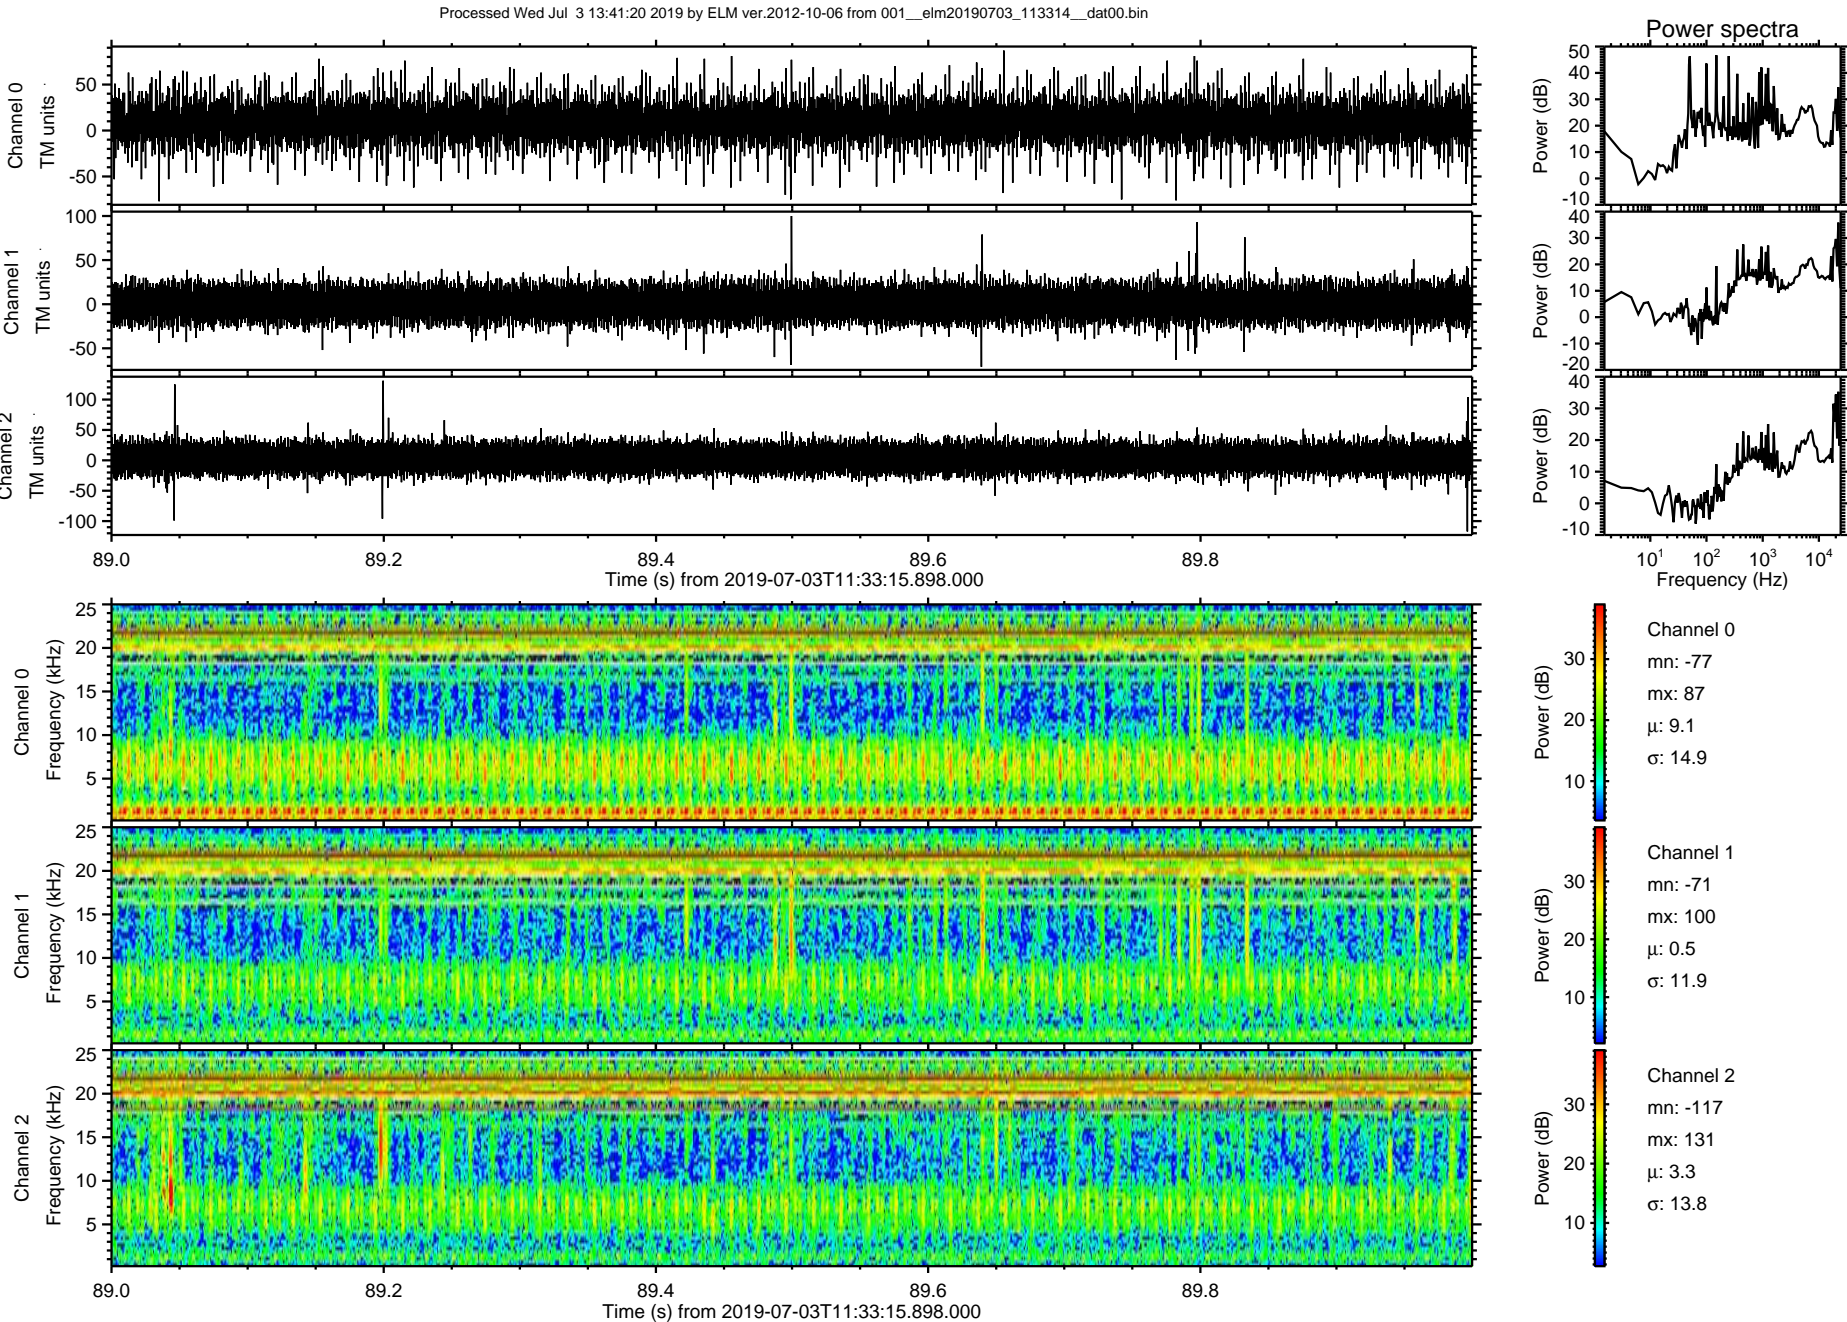 Processed Wed Jul  3 13:41:20 2019 by ELM ver.2012-10-06 from 001__elm20190703_113314__dat00.bin
Power spectra
Channel 0
TM units
50
0
-50
Power (dB)
50
40
30
20
10
0
-10
Channel 1
TM units
100
50
0
-50
Power (dB)
40
30
20
10
0
-10
-20
Channel 2
TM units
100
50
0
-50
-100
Power (dB)
40
30
20
10
0
-10
89.0 89.2 89.4 89.6 89.8
Time (s) from 2019-07-03T11:33:15.898.000
10¹ 10² 10³ 10⁴
Frequency (Hz)
Channel 0
Frequency (kHz)
25
20
15
10
5
Power (dB)
30
20
10
Channel 0
mn: -77
mx: 87
μ: 9.1
σ: 14.9
Channel 1
Frequency (kHz)
25
20
15
10
5
Power (dB)
30
20
10
Channel 1
mn: -71
mx: 100
μ: 0.5
σ: 11.9
Channel 2
Frequency (kHz)
25
20
15
10
5
Power (dB)
30
20
10
Channel 2
mn: -117
mx: 131
μ: 3.3
σ: 13.8
89.0 89.2 89.4 89.6 89.8
Time (s) from 2019-07-03T11:33:15.898.000